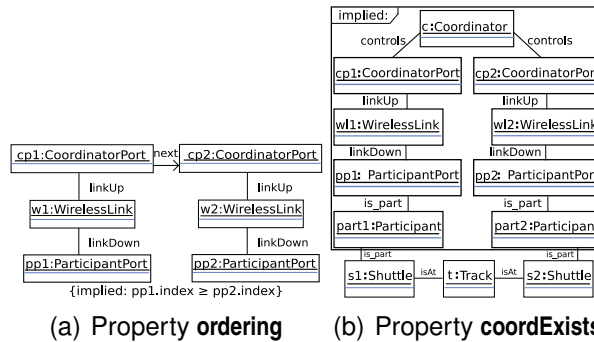 implied:
c:Coordinator
controls
controls
cp1:CoordinatorPort
cp2:CoordinatorPort
linkUp
linkUp
wl1:WirelessLink
wl2:WirelessLink
linkDown
linkDown
pp1: ParticipantPort
pp2: ParticipantPort
is_part
is_part
part1:Participant
part2:Participant
is_part
is_part
s1:Shuttle
isAt
t:Track
isAt
s2:Shuttle
cp1:CoordinatorPort
next
cp2:CoordinatorPort
linkUp
linkUp
w1:WirelessLink
w2:WirelessLink
linkDown
linkDown
pp1:ParticipantPort
pp2:ParticipantPort
{implied: pp1.index ≥ pp2.index}
(a) Property ordering
(b) Property coordExists